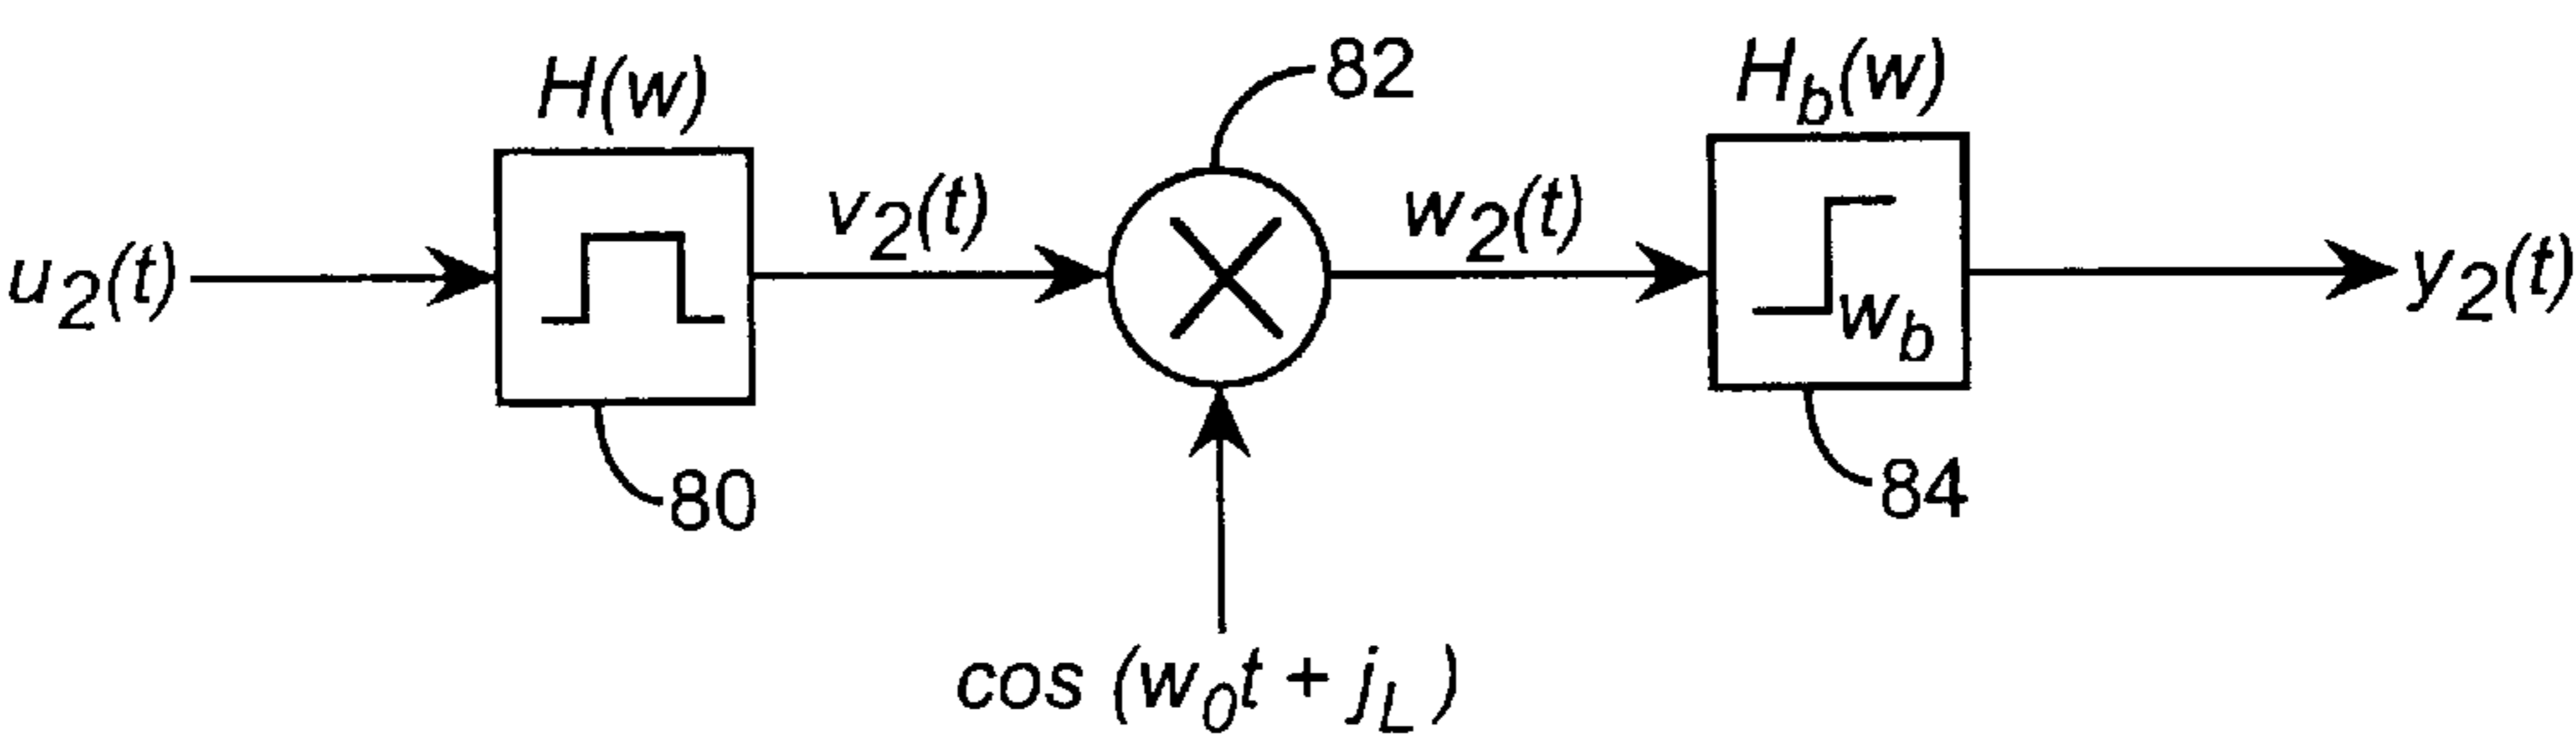 H(w)
82
H_b(w)
u_2(t)
v_2(t)
w_2(t)
w_b
y_2(t)
80
84
cos (w_0t + j_L )